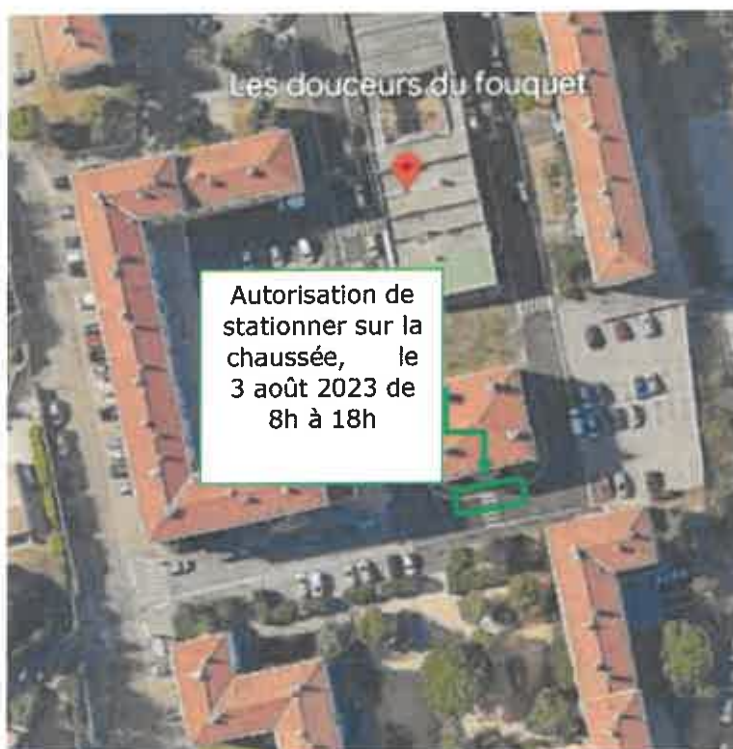 Les douceurs du fouquet
Autorisation de
stationner sur la
chaussée, le
3 août 2023 de
8h à 18h